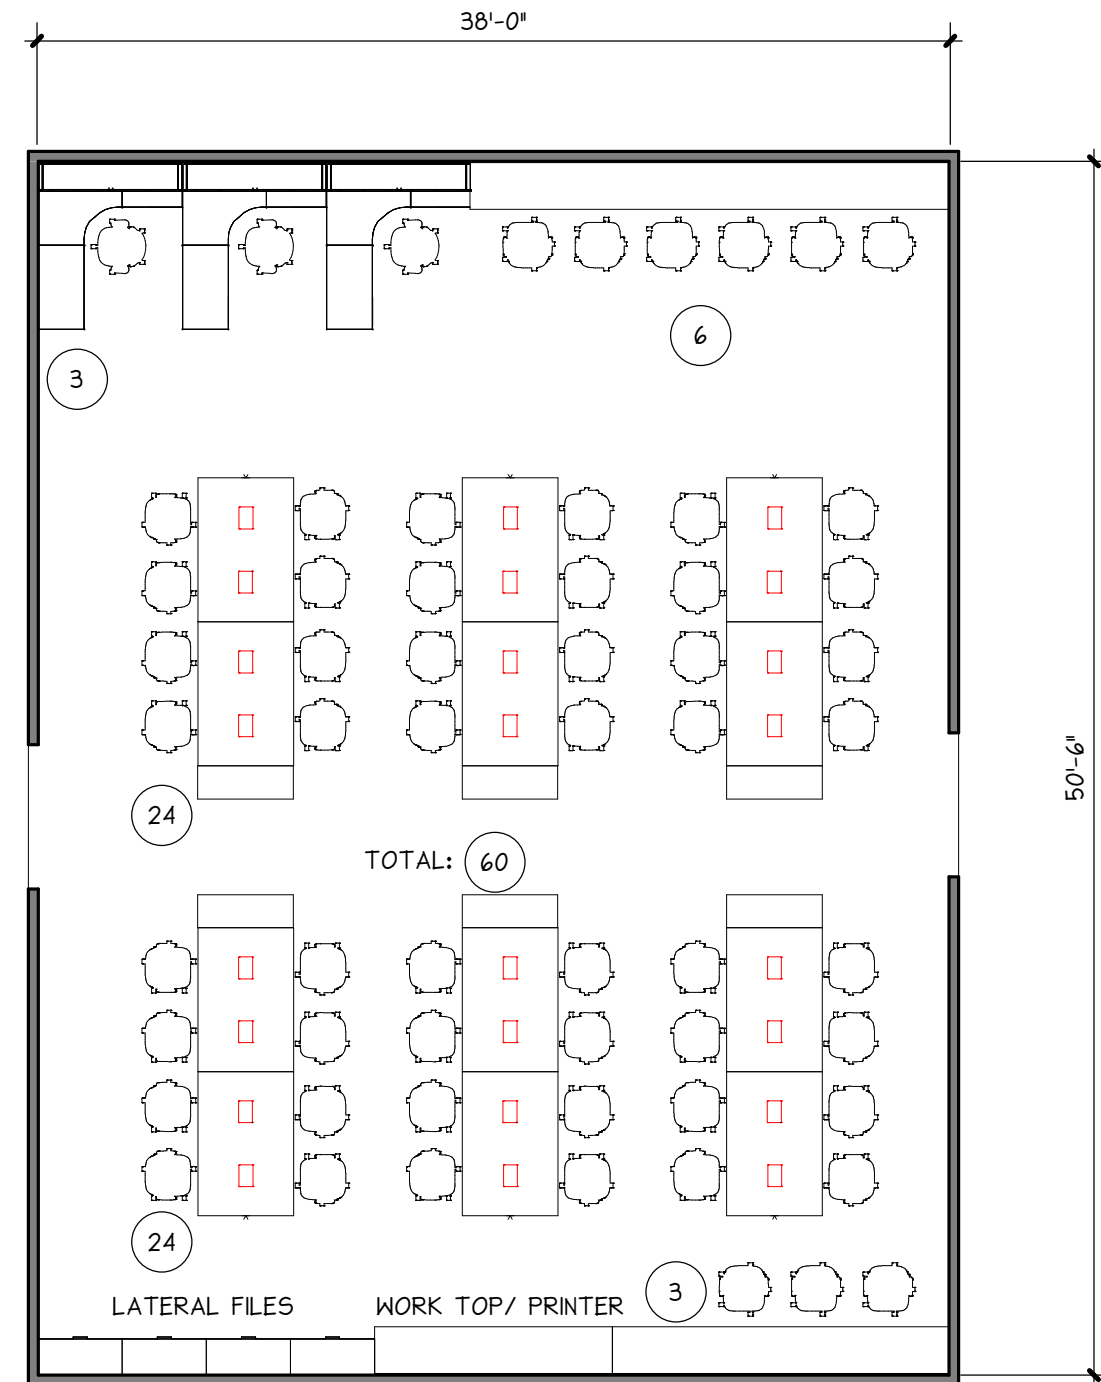 38'-0"
6
3
50'-6"
24
TOTAL: 60
24
3
LATERAL FILES
WORK TOP/ PRINTER